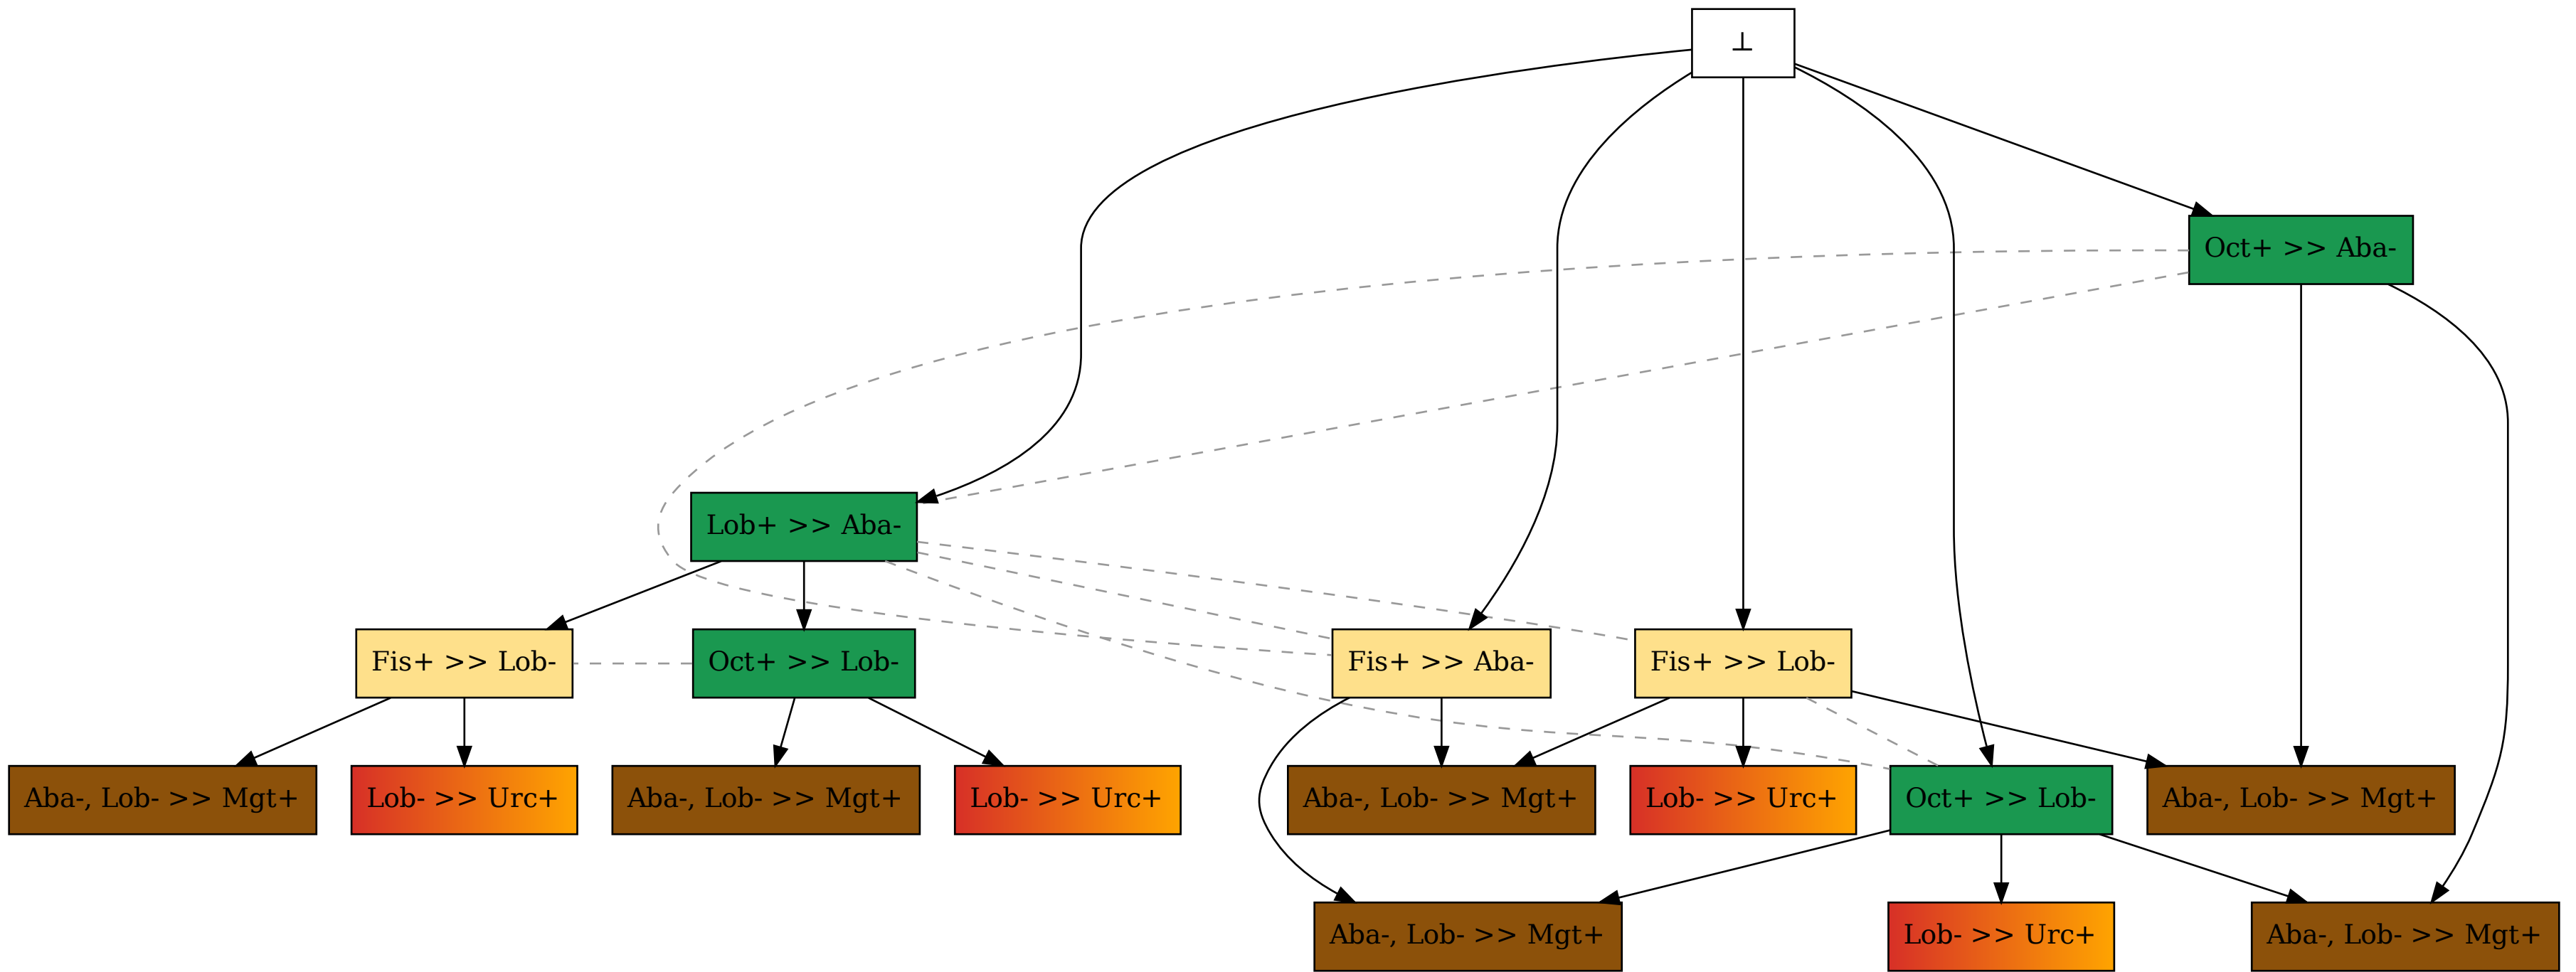 ⊥
Oct+ >> Aba-
Lob+ >> Aba-
Fis+ >> Lob-
Oct+ >> Lob-
Fis+ >> Aba-
Fis+ >> Lob-
Aba-, Lob- >> Mgt+
Lob- >> Urc+
Aba-, Lob- >> Mgt+
Lob- >> Urc+
Aba-, Lob- >> Mgt+
Lob- >> Urc+
Oct+ >> Lob-
Aba-, Lob- >> Mgt+
Aba-, Lob- >> Mgt+
Lob- >> Urc+
Aba-, Lob- >> Mgt+